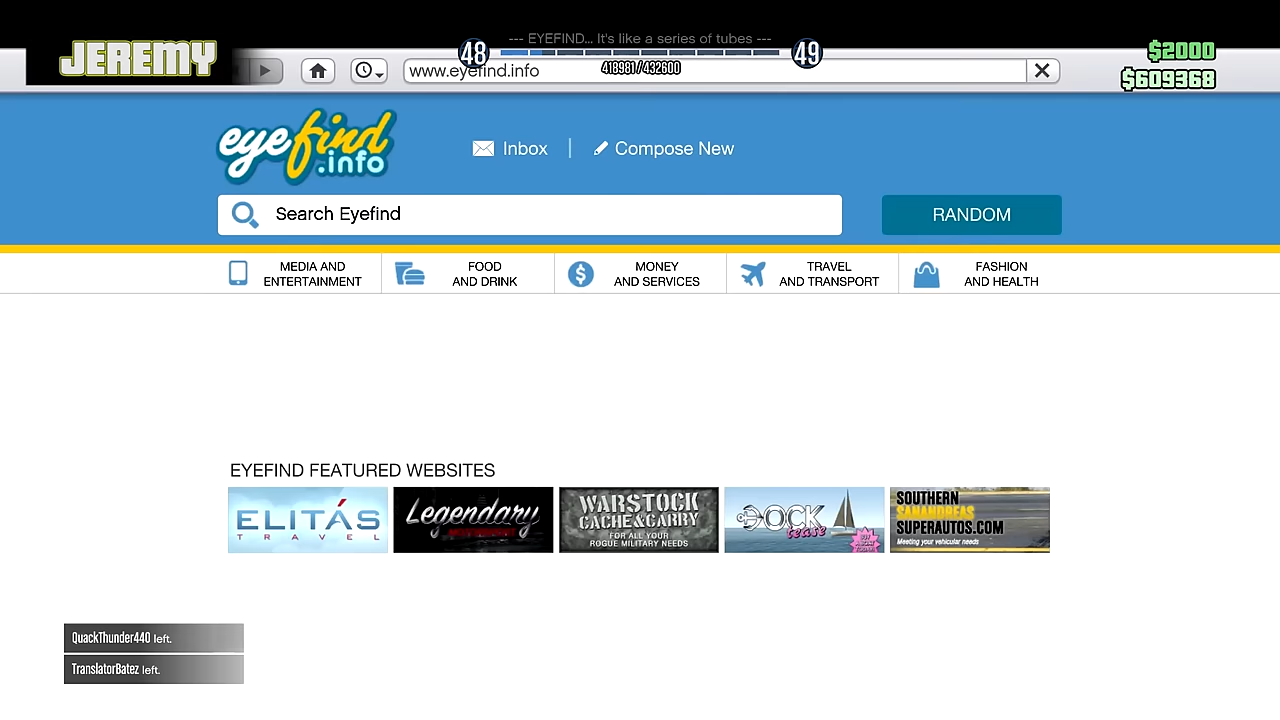 JEREMY
--- EYEFIND... It's like a series of tubes ---
48
49
$2000
www.eyefind.info
418981/432600
$609368
eyefind
.info
Inbox
Compose New
Search Eyefind
RANDOM
MEDIA AND
ENTERTAINMENT
FOOD
AND DRINK
MONEY
AND SERVICES
TRAVEL
AND TRANSPORT
FASHION
AND HEALTH
EYEFIND FEATURED WEBSITES
ELITÁS
TRAVEL
Legendary
WARSTOCK
CACHE&CARRY
FOR ALL YOUR
ROGUE MILITARY NEEDS
DOCK
tease
SOUTHERN
SANANDREAS
SUPERAUTOS.COM
Meeting your vehicular needs
QuackThunder440 left.
TranslatorBatez left.